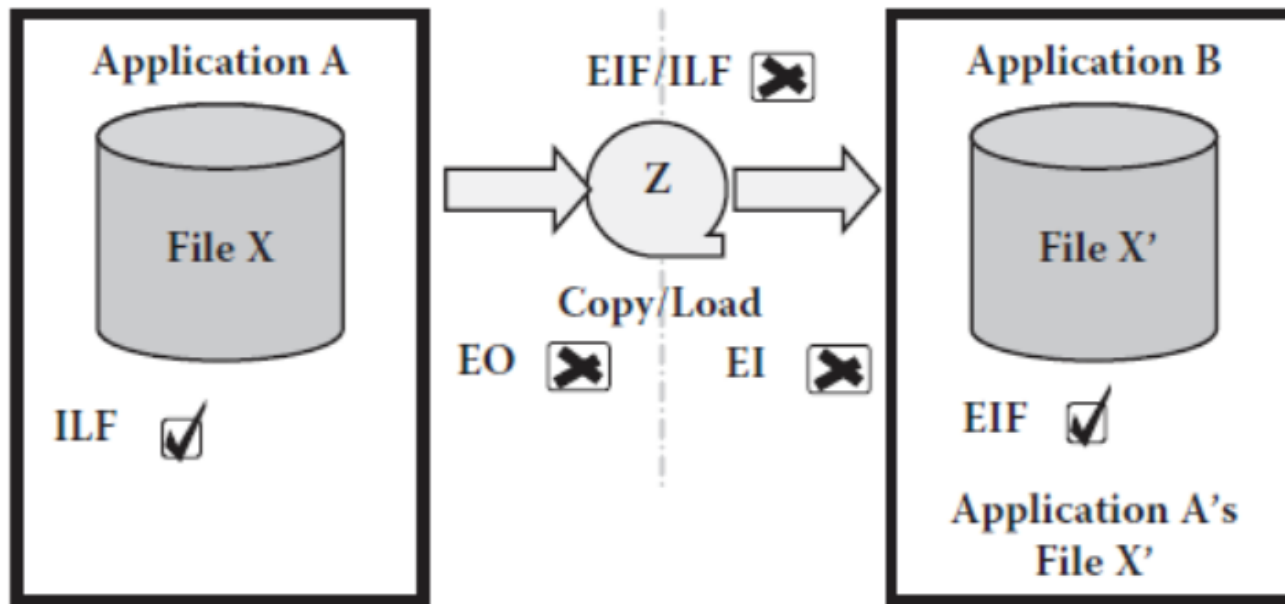 Application A
File X
ILF
EIF/ILF
Z
Copy/Load
EO
EI
Application B
File X’
EIF
Application A’s
File X’